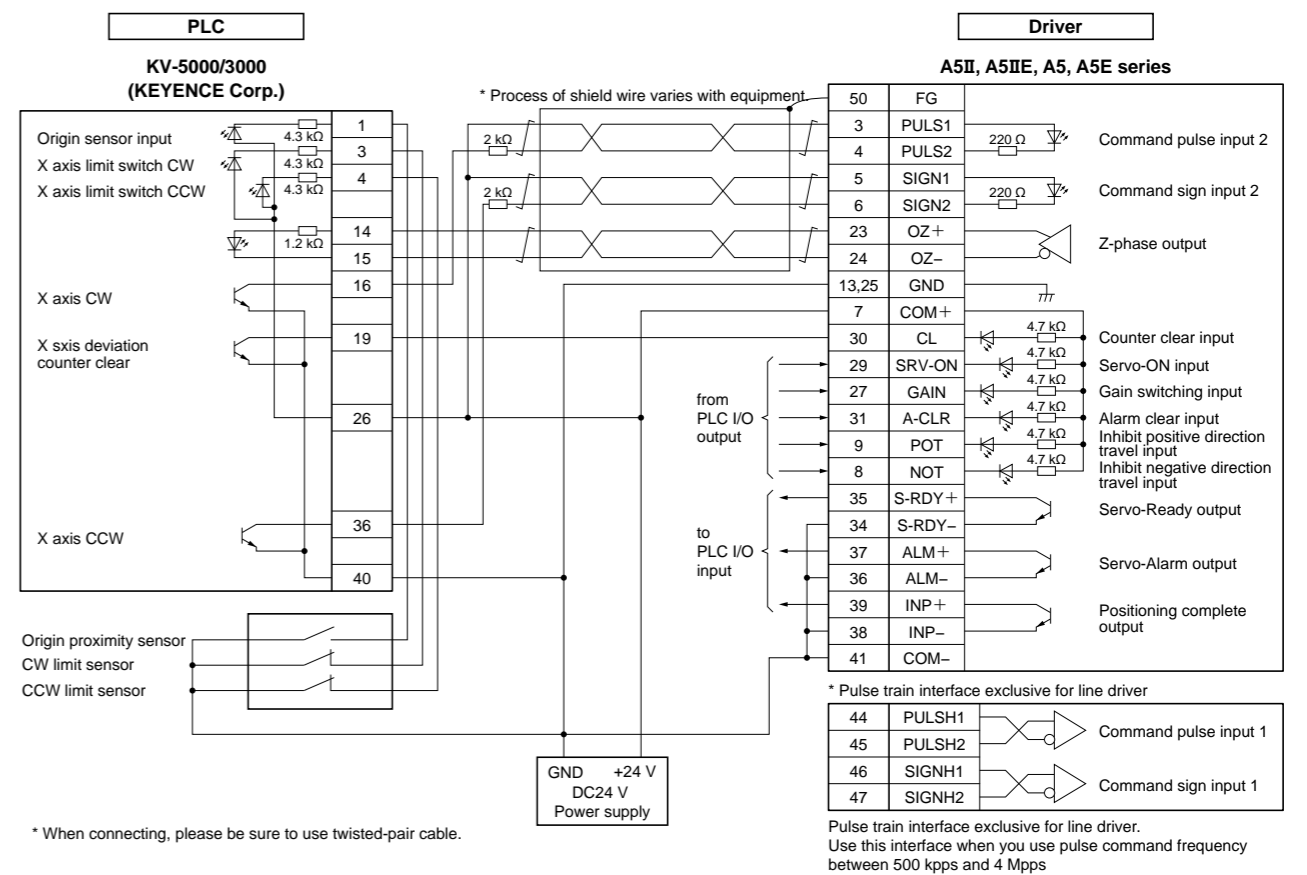 PLC
Driver
KV-5000/3000
(KEYENCE Corp.)
A5II, A5IIE, A5, A5E series
* Process of shield wire varies with equipment.
Origin sensor input
X axis limit switch CW
X axis limit switch CCW
4.3 kΩ
4.3 kΩ
4.3 kΩ
1.2 kΩ
X axis CW
X sxis deviation
counter clear
X axis CCW
1
3
4
14
15
16
19
26
36
40
2 kΩ
2 kΩ
Origin proximity sensor
CW limit sensor
CCW limit sensor
GND +24 V
DC24 V
Power supply
from
PLC I/O
output
to
PLC I/O
input
50 FG
3 PULS1
4 PULS2
5 SIGN1
6 SIGN2
23 OZ+
24 OZ−
13,25 GND
7 COM+
30 CL
29 SRV-ON
27 GAIN
31 A-CLR
9 POT
8 NOT
35 S-RDY+
34 S-RDY−
37 ALM+
36 ALM−
39 INP+
38 INP−
41 COM−
220 Ω
220 Ω
4.7 kΩ
4.7 kΩ
4.7 kΩ
4.7 kΩ
4.7 kΩ
4.7 kΩ
Command pulse input 2
Command sign input 2
Z-phase output
Counter clear input
Servo-ON input
Gain switching input
Alarm clear input
Inhibit positive direction
travel input
Inhibit negative direction
travel input
Servo-Ready output
Servo-Alarm output
Positioning complete
output
* Pulse train interface exclusive for line driver
44 PULSH1
45 PULSH2
46 SIGNH1
47 SIGNH2
Command pulse input 1
Command sign input 1
Pulse train interface exclusive for line driver.
Use this interface when you use pulse command frequency
between 500 kpps and 4 Mpps
* When connecting, please be sure to use twisted-pair cable.